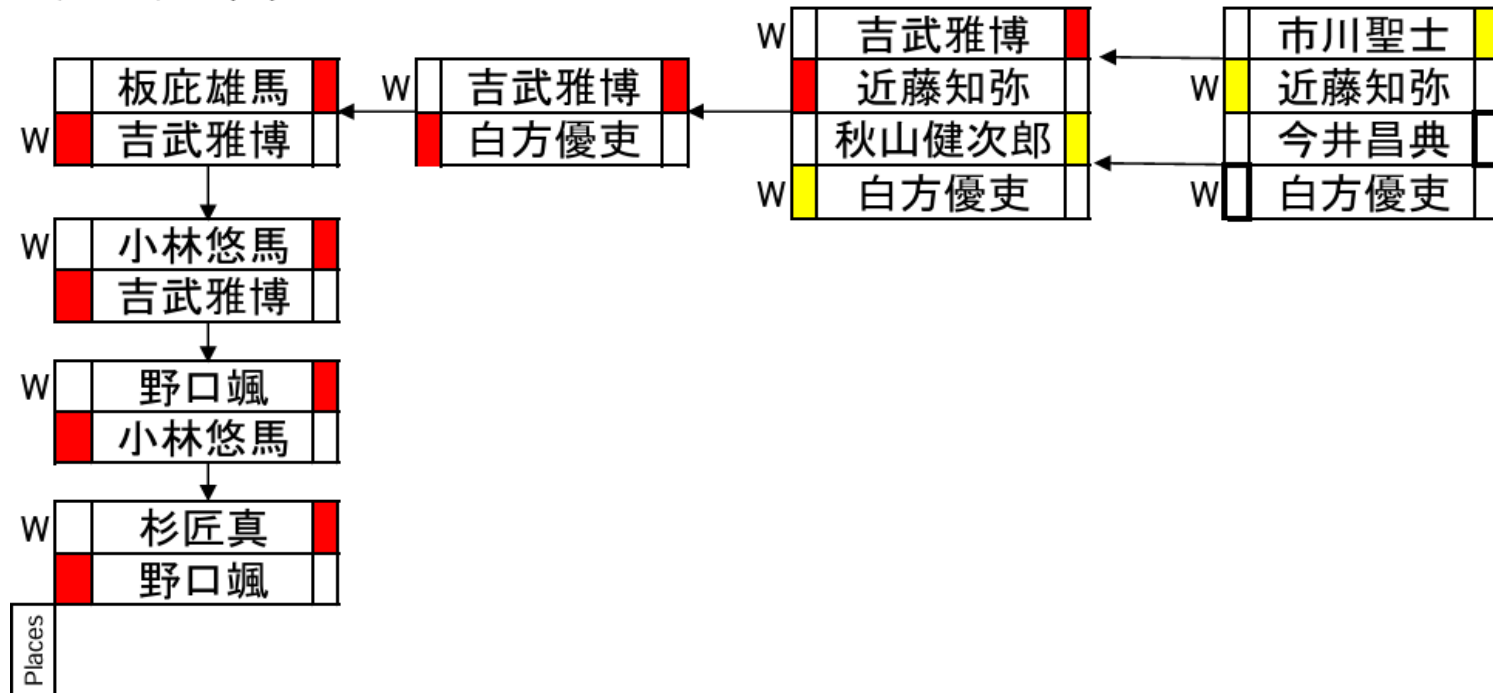 W 吉武雅博
近藤知弥
秋山健次郎
W 白方優吏
市川聖士
W 近藤知弥
今井昌典
W 白方優吏
W 吉武雅博
白方優吏
板庇雄馬
W 吉武雅博
W 小林悠馬
吉武雅博
W 野口颯
小林悠馬
W 杉匠真
野口颯
Places